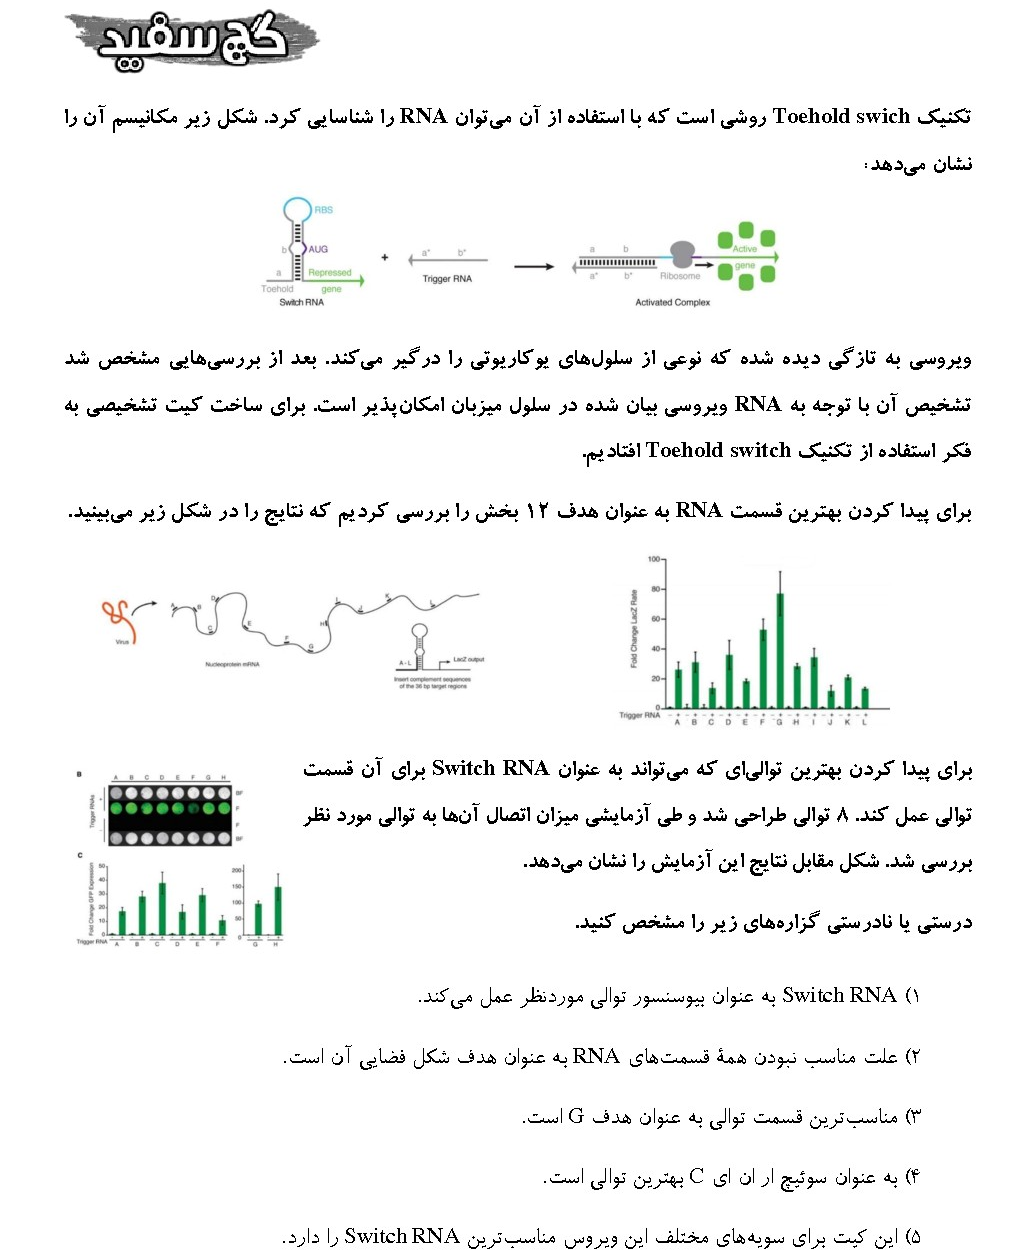 گچ سفید
تکنیک Toehold swich روشی است که با استفاده از آن می‌توان RNA را شناسایی کرد. شکل زیر مکانیسم آن را
نشان می‌دهد:
RBS
b
AUG
a
Repressed
Toehold
gene
Switch RNA
+
a* b*
Trigger RNA
a b
a* b*
Ribosome
Active
gene
Activated Complex
ویروسی به تازگی دیده شده که نوعی از سلول‌های یوکاریوتی را درگیر می‌کند. بعد از بررسی‌هایی مشخص شد
تشخیص آن با توجه به RNA ویروسی بیان شده در سلول میزبان امکان‌پذیر است. برای ساخت کیت تشخیصی به
فکر استفاده از تکنیک Toehold switch افتادیم.
برای پیدا کردن بهترین قسمت RNA به عنوان هدف ۱۲ بخش را بررسی کردیم که نتایج را در شکل زیر می‌بینید.
Virus
A B C D E F G H I J K L
Nucleoprotein mRNA
A - L
LacZ output
Insert complement sequences
of the 36 bp target regions
Fold Change LacZ Rate
100
80
60
40
20
0
Trigger RNA - + - + - + - + - + - + - + - + - + - + - + - +
A B C D E F G H I J K L
برای پیدا کردن بهترین توالی‌ای که می‌تواند به عنوان Switch RNA برای آن قسمت
توالی عمل کند. ۸ توالی طراحی شد و طی آزمایشی میزان اتصال آن‌ها به توالی مورد نظر
بررسی شد. شکل مقابل نتایج این آزمایش را نشان می‌دهد.
B
A B C D E F G H
Trigger RNAs
+
-
BF
F
F
BF
C
Fold Change GFP Expression
50
40
30
20
10
0
Trigger RNA
A B C D E F
200
150
100
50
0
G H
درستی یا نادرستی گزاره‌های زیر را مشخص کنید.
۱) Switch RNA به عنوان بیوسنسور توالی موردنظر عمل می‌کند.
۲) علت مناسب نبودن همۀ قسمت‌های RNA به عنوان هدف شکل فضایی آن است.
۳) مناسب‌ترین قسمت توالی به عنوان هدف G است.
۴) به عنوان سوئیچ ار ان ای C بهترین توالی است.
۵) این کیت برای سویه‌های مختلف این ویروس مناسب‌ترین Switch RNA را دارد.